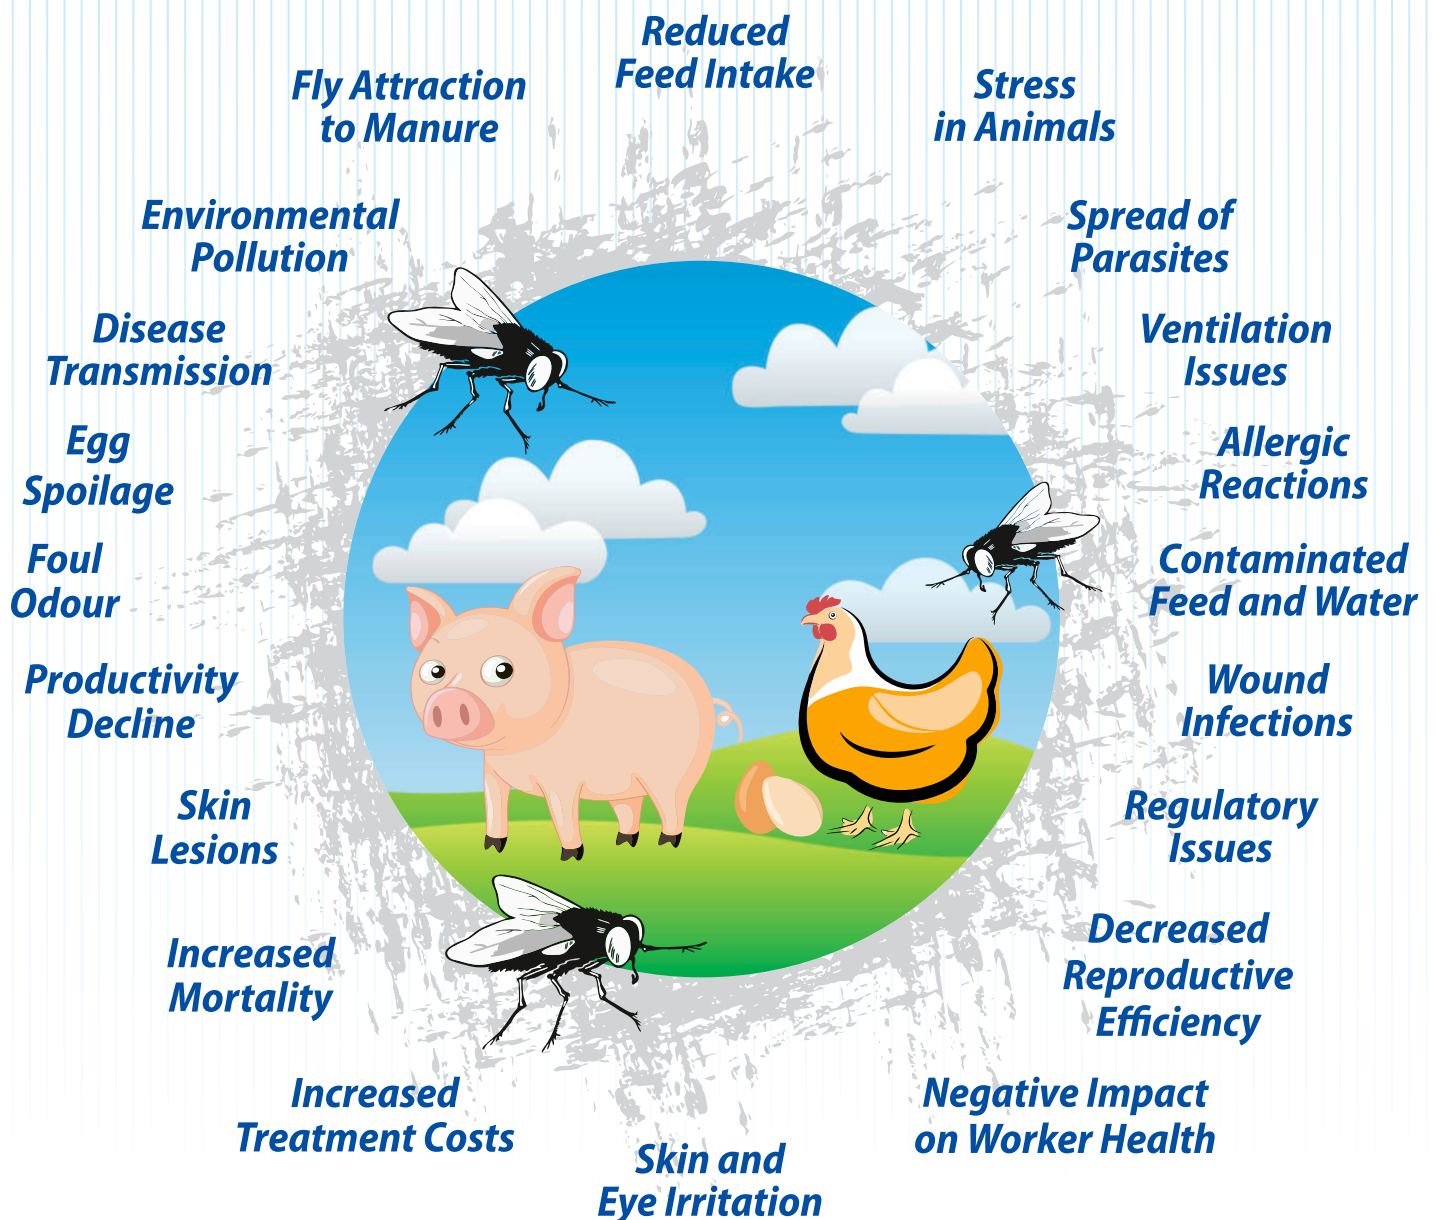 Reduced
Feed Intake
Stress
in Animals
Spread of
Parasites
Ventilation
Issues
Allergic
Reactions
Contaminated
Feed and Water
Wound
Infections
Regulatory
Issues
Decreased
Reproductive
Efficiency
Negative Impact
on Worker Health
Skin and
Eye Irritation
Increased
Treatment Costs
Increased
Mortality
Skin
Lesions
Productivity
Decline
Foul
Odour
Egg
Spoilage
Disease
Transmission
Environmental
Pollution
Fly Attraction
to Manure